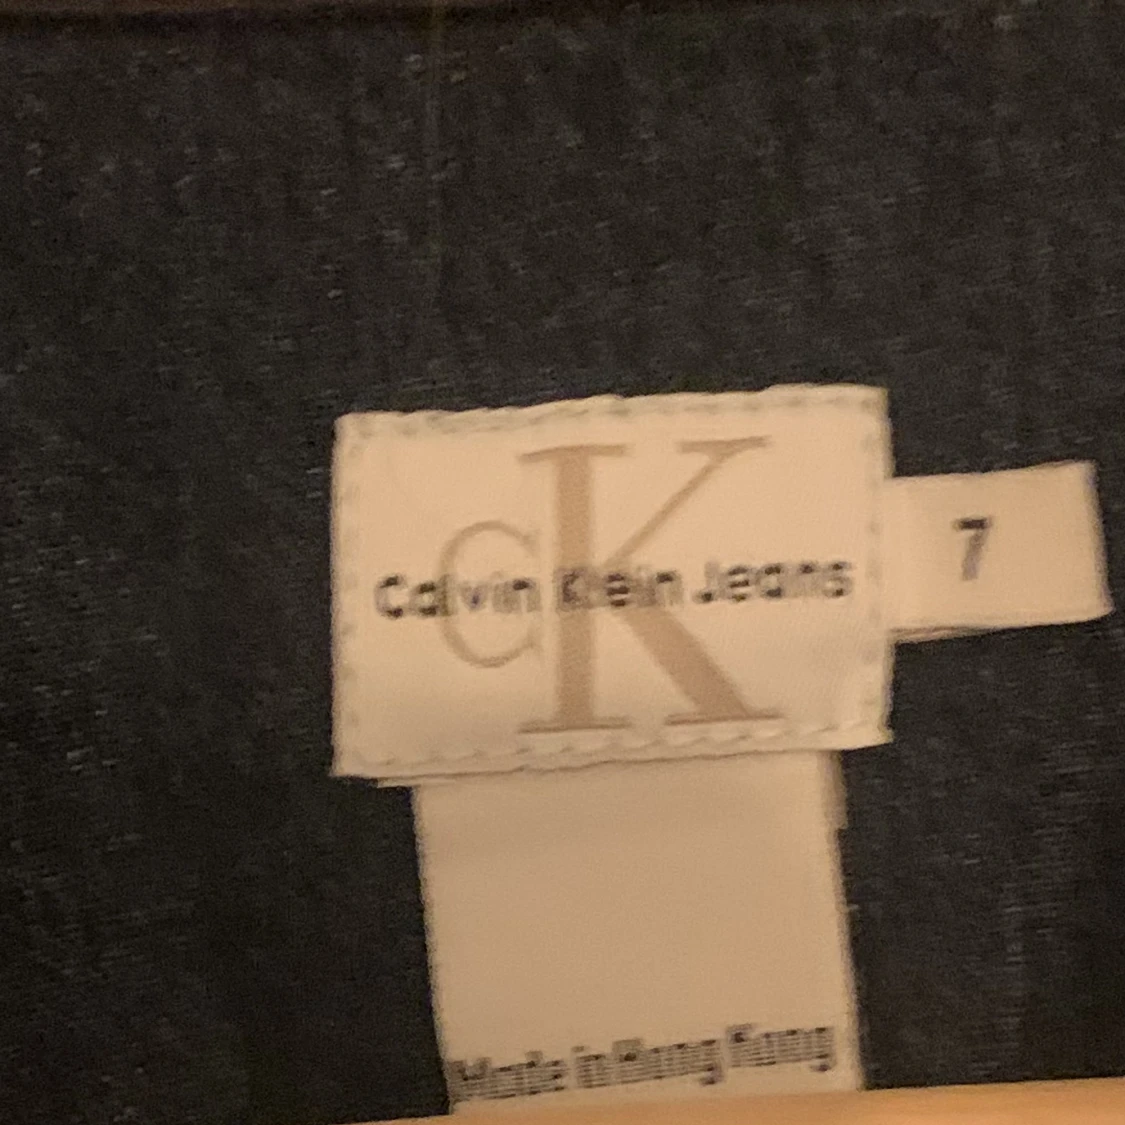 CK
Calvin Klein Jeans
7
Made in Hong Kong